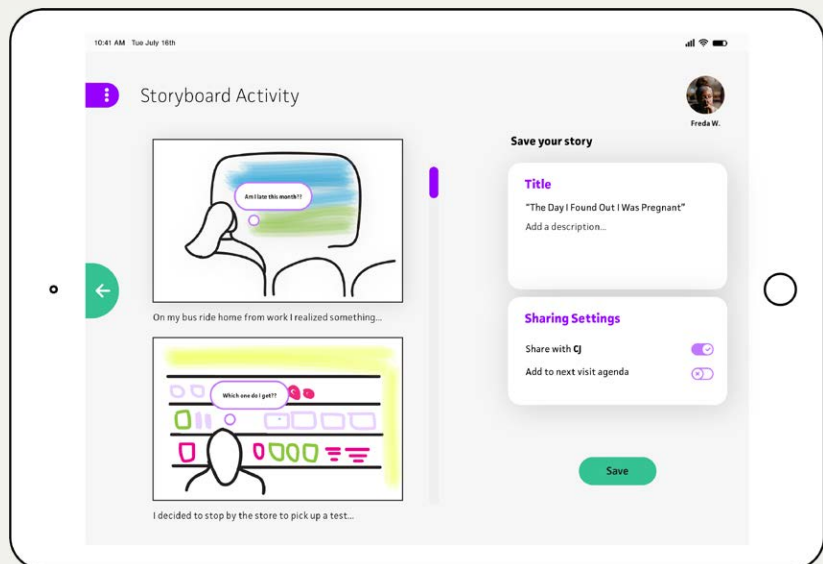 10:41 AM Tue July 16th
Storyboard Activity
Freda W.
Am I late this month??
On my bus ride home from work I realized something...
Which one do I get??
I decided to stop by the store to pick up a test...
Save your story
Title
"The Day I Found Out I Was Pregnant"
Add a description...
Sharing Settings
Share with CJ
Add to next visit agenda
Save